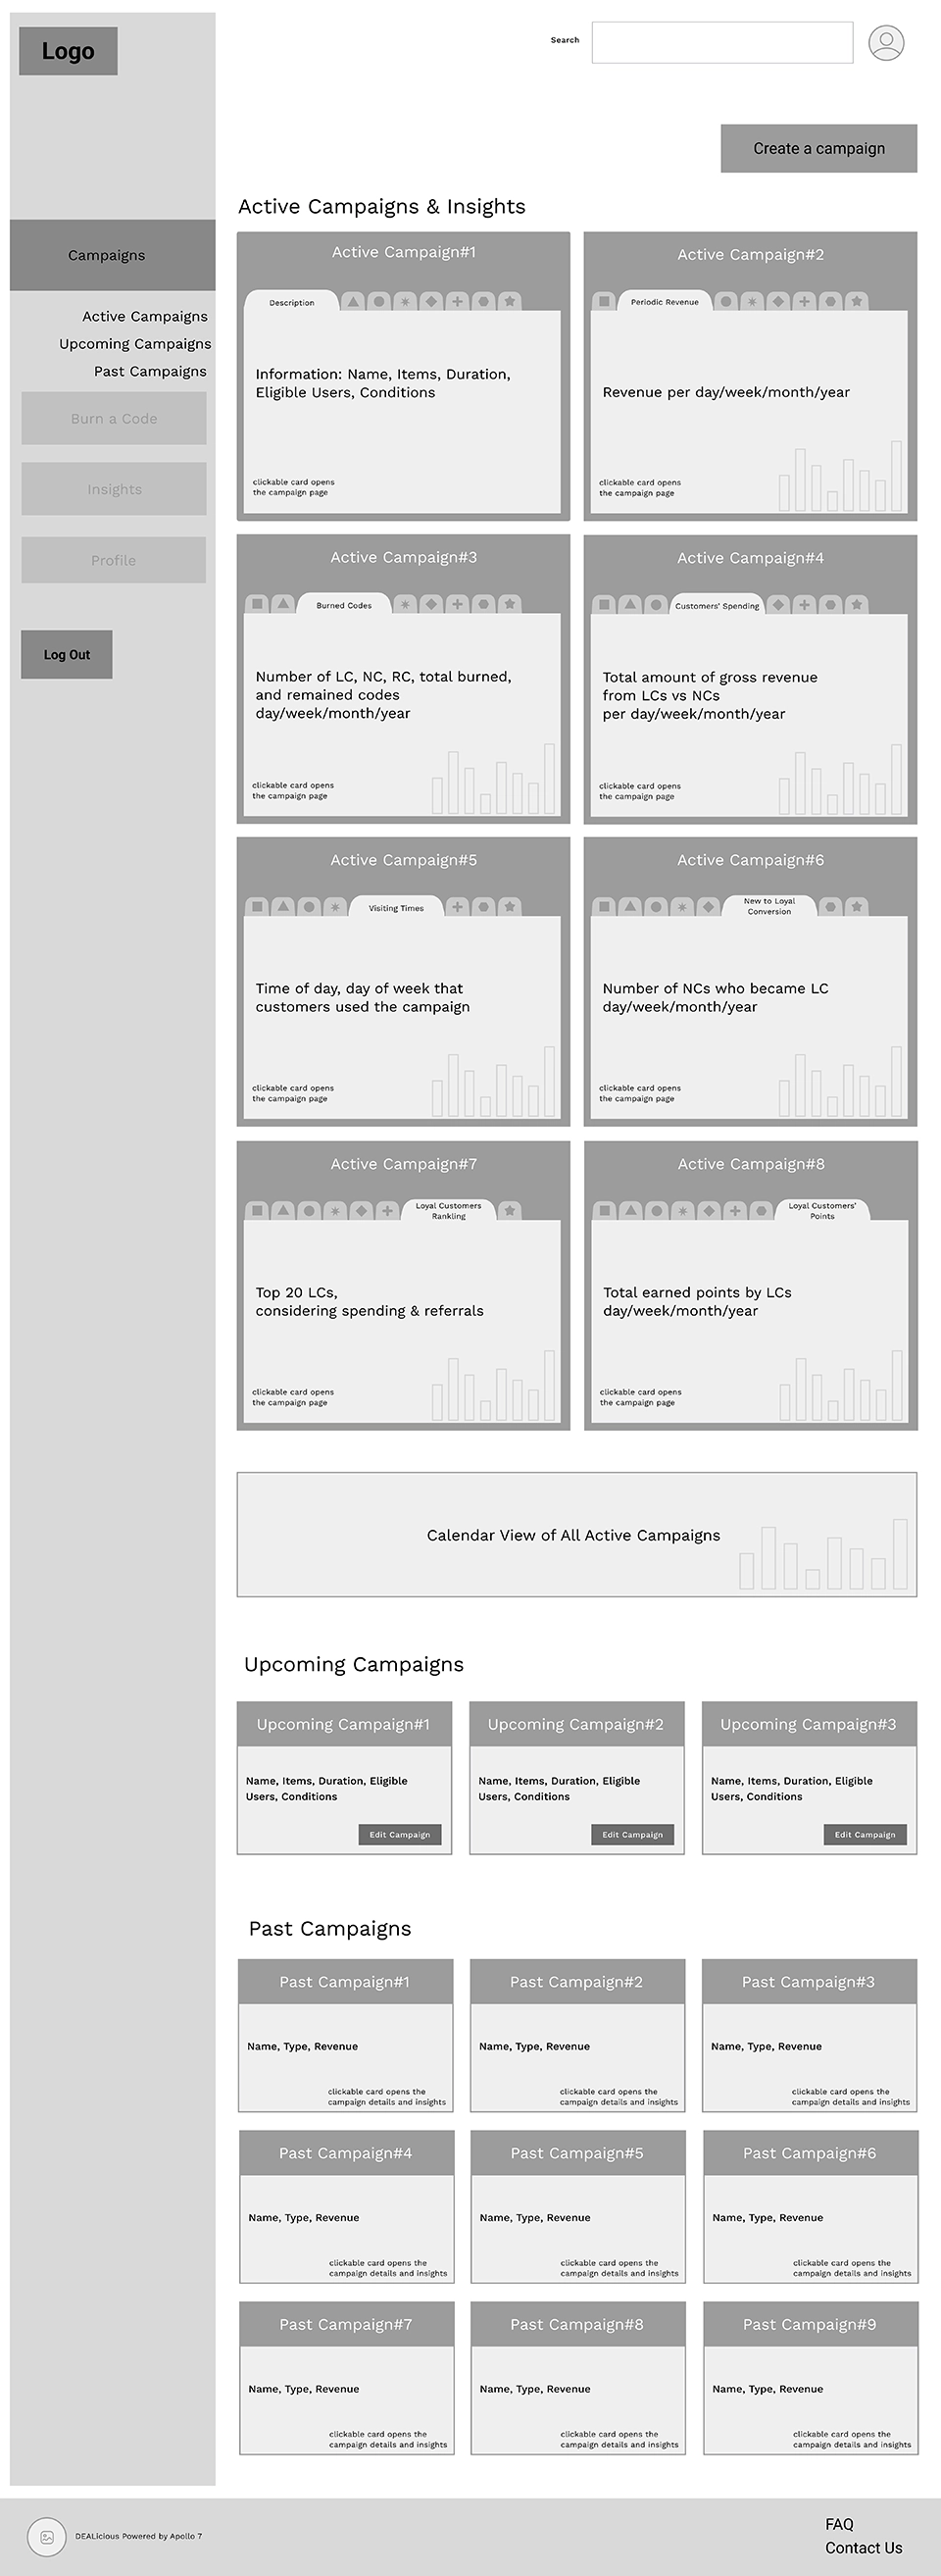 Logo
Search
Create a campaign
Campaigns
Active Campaigns
Upcoming Campaigns
Past Campaigns
Burn a Code
Insights
Profile
Log Out
Active Campaigns & Insights
Active Campaign#1
Description
Information: Name, Items, Duration,
Eligible Users, Conditions
clickable card opens
the campaign page
Active Campaign#2
Periodic Revenue
Revenue per day/week/month/year
clickable card opens
the campaign page
Active Campaign#3
Burned Codes
Number of LC, NC, RC, total burned,
and remained codes
day/week/month/year
clickable card opens
the campaign page
Active Campaign#4
Customers' Spending
Total amount of gross revenue
from LCs vs NCs
per day/week/month/year
clickable card opens
the campaign page
Active Campaign#5
Visiting Times
Time of day, day of week that
customers used the campaign
clickable card opens
the campaign page
Active Campaign#6
New to Loyal
Conversion
Number of NCs who became LC
day/week/month/year
clickable card opens
the campaign page
Active Campaign#7
Loyal Customers
Rankling
Top 20 LCs,
considering spending & referrals
clickable card opens
the campaign page
Active Campaign#8
Loyal Customers'
Points
Total earned points by LCs
day/week/month/year
clickable card opens
the campaign page
Calendar View of All Active Campaigns
Upcoming Campaigns
Upcoming Campaign#1
Name, Items, Duration, Eligible
Users, Conditions
Edit Campaign
Upcoming Campaign#2
Name, Items, Duration, Eligible
Users, Conditions
Edit Campaign
Upcoming Campaign#3
Name, Items, Duration, Eligible
Users, Conditions
Edit Campaign
Past Campaigns
Past Campaign#1
Name, Type, Revenue
clickable card opens the
campaign details and insights
Past Campaign#2
Name, Type, Revenue
clickable card opens the
campaign details and insights
Past Campaign#3
Name, Type, Revenue
clickable card opens the
campaign details and insights
Past Campaign#4
Name, Type, Revenue
clickable card opens the
campaign details and insights
Past Campaign#5
Name, Type, Revenue
clickable card opens the
campaign details and insights
Past Campaign#6
Name, Type, Revenue
clickable card opens the
campaign details and insights
Past Campaign#7
Name, Type, Revenue
clickable card opens the
campaign details and insights
Past Campaign#8
Name, Type, Revenue
clickable card opens the
campaign details and insights
Past Campaign#9
Name, Type, Revenue
clickable card opens the
campaign details and insights
DEALicious Powered by Apollo 7
FAQ
Contact Us